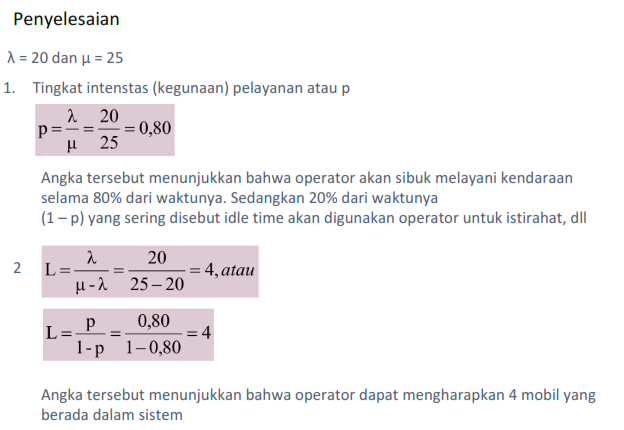 Penyelesaian
λ = 20 dan µ = 25
1. Tingkat intenstas (kegunaan) pelayanan atau p
p = λ/µ = 20/25 = 0,80
Angka tersebut menunjukkan bahwa operator akan sibuk melayani kendaraan
selama 80% dari waktunya. Sedangkan 20% dari waktunya
(1 – p) yang sering disebut idle time akan digunakan operator untuk istirahat, dll
2 L = λ/(µ - λ) = 20/(25 – 20) = 4, atau
L = p/(1 - p) = 0,80/(1 – 0,80) = 4
Angka tersebut menunjukkan bahwa operator dapat mengharapkan 4 mobil yang
berada dalam sistem